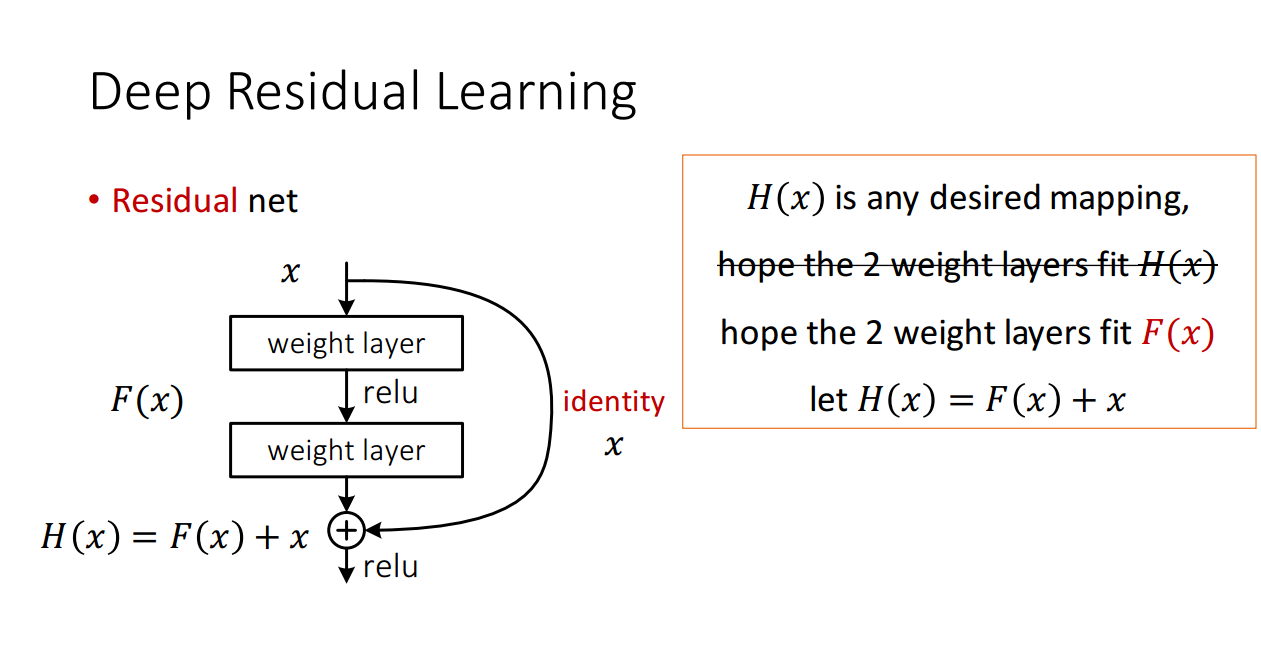 Deep Residual Learning
• Residual net
x
weight layer
relu
F(x)
weight layer
identity
x
H(x) = F(x) + x
+
relu
H(x) is any desired mapping,
hope the 2 weight layers fit H(x)
hope the 2 weight layers fit F(x)
let H(x) = F(x) + x